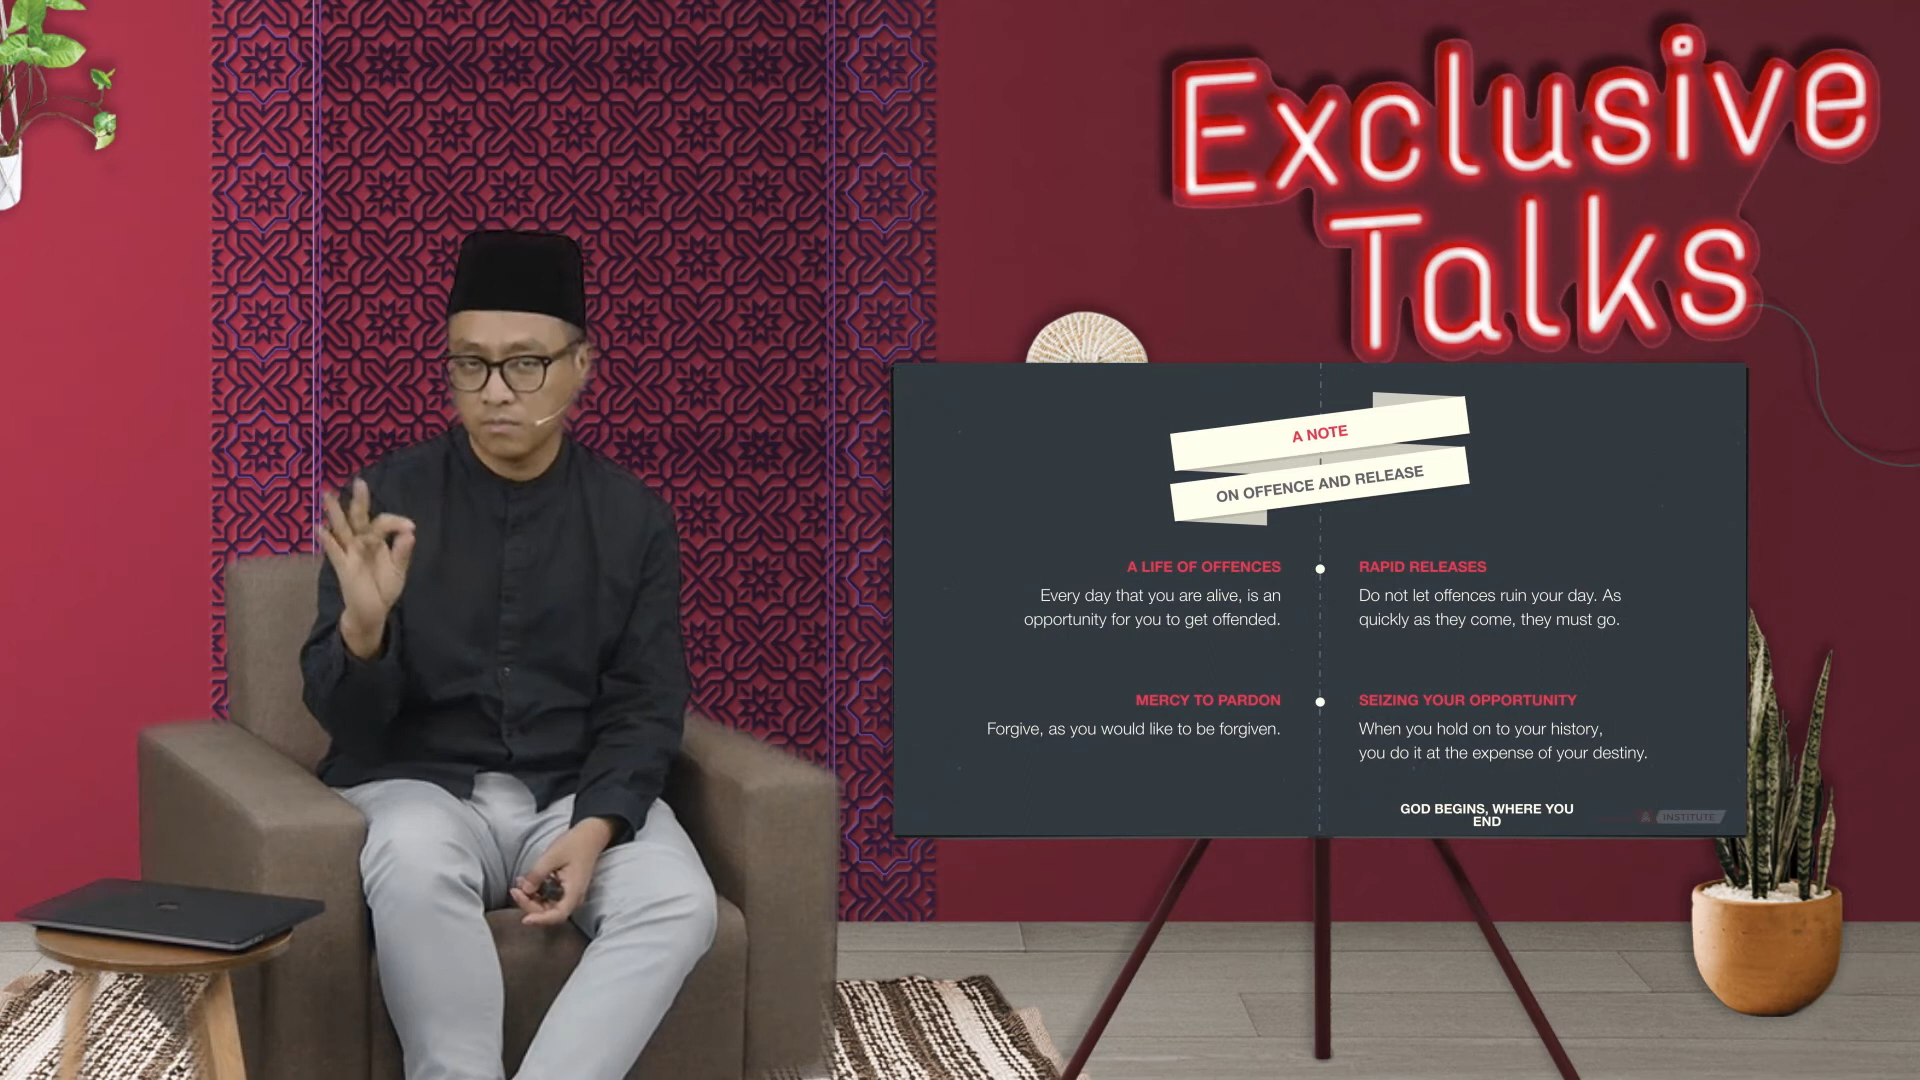 Exclusive
Talks
A NOTE
ON OFFENCE AND RELEASE
A LIFE OF OFFENCES
Every day that you are alive, is an
opportunity for you to get offended.
RAPID RELEASES
Do not let offences ruin your day. As
quickly as they come, they must go.
MERCY TO PARDON
Forgive, as you would like to be forgiven.
SEIZING YOUR OPPORTUNITY
When you hold on to your history,
you do it at the expense of your destiny.
GOD BEGINS, WHERE YOU
END
INSTITUTE